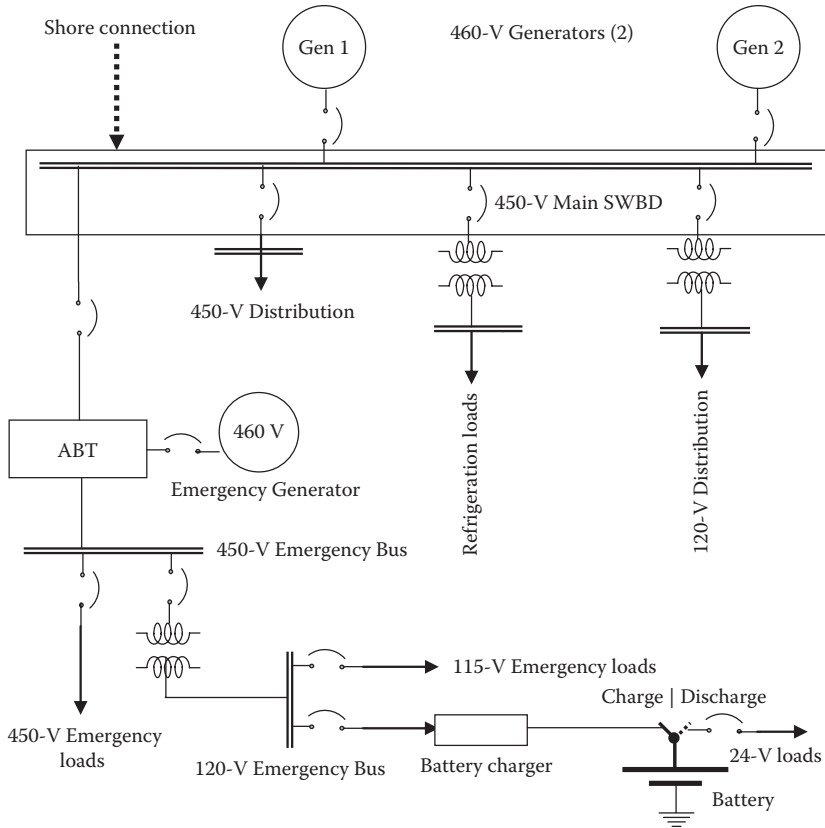 Shore connection
Gen 1
460-V Generators (2)
Gen 2
450-V Main SWBD
450-V Distribution
Refrigeration loads
120-V Distribution
ABT
460 V
Emergency Generator
450-V Emergency Bus
450-V Emergency
loads
115-V Emergency loads
120-V Emergency Bus
Battery charger
Charge | Discharge
24-V loads
Battery